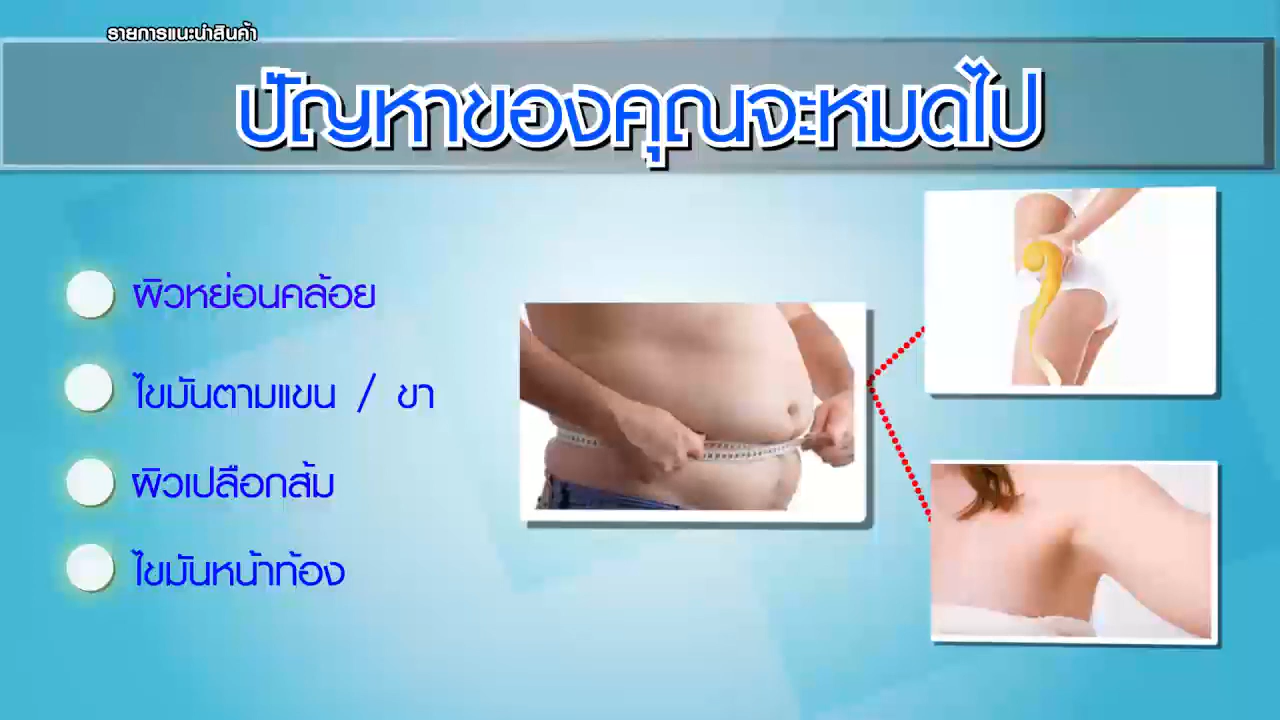 รายการแนะนำสินค้า
ปัญหาของคุณจะหมดไป
ผิวหย่อนคล้อย
ไขมันตามแขน / ขา
ผิวเปลือกส้ม
ไขมันหน้าท้อง